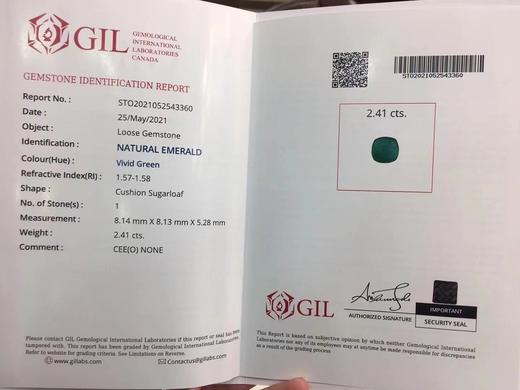 GIL
GEMOLOGICAL
INTERNATIONAL
LABORATORIES
CANADA
GEMSTONE IDENTIFICATION REPORT
Report No. : STO2021052543360
Date : 25/May/2021
Object : Loose Gemstone
Identification : NATURAL EMERALD
Colour(Hue) : Vivid Green
Refractive Index(RI) : 1.57-1.58
Shape : Cushion Sugarloaf
No. of Stone(s) : 1
Measurement : 8.14 mm X 8.13 mm X 5.28 mm
Weight : 2.41 cts.
Comment : CEE(O) NONE
Please contact GIL Gemological International Laboratories if this report or seal has been
tampered with. This report has been graded by Gemological International Laboratories.
Refer to website for grading criteria. See Limitations on Reverse.
www.gillabs.com Contactus@gillabs.com
STO2021052543360
2.41 cts.
GIL
AUTHORIZED SIGNATURE
IMPORTANT
SECURITY SEAL
This Report is based on subjective opinion by which neither Gemological International
Laboratories nor any of its employees may at anytime be made responsible for discrepancies
as a result of the grading process